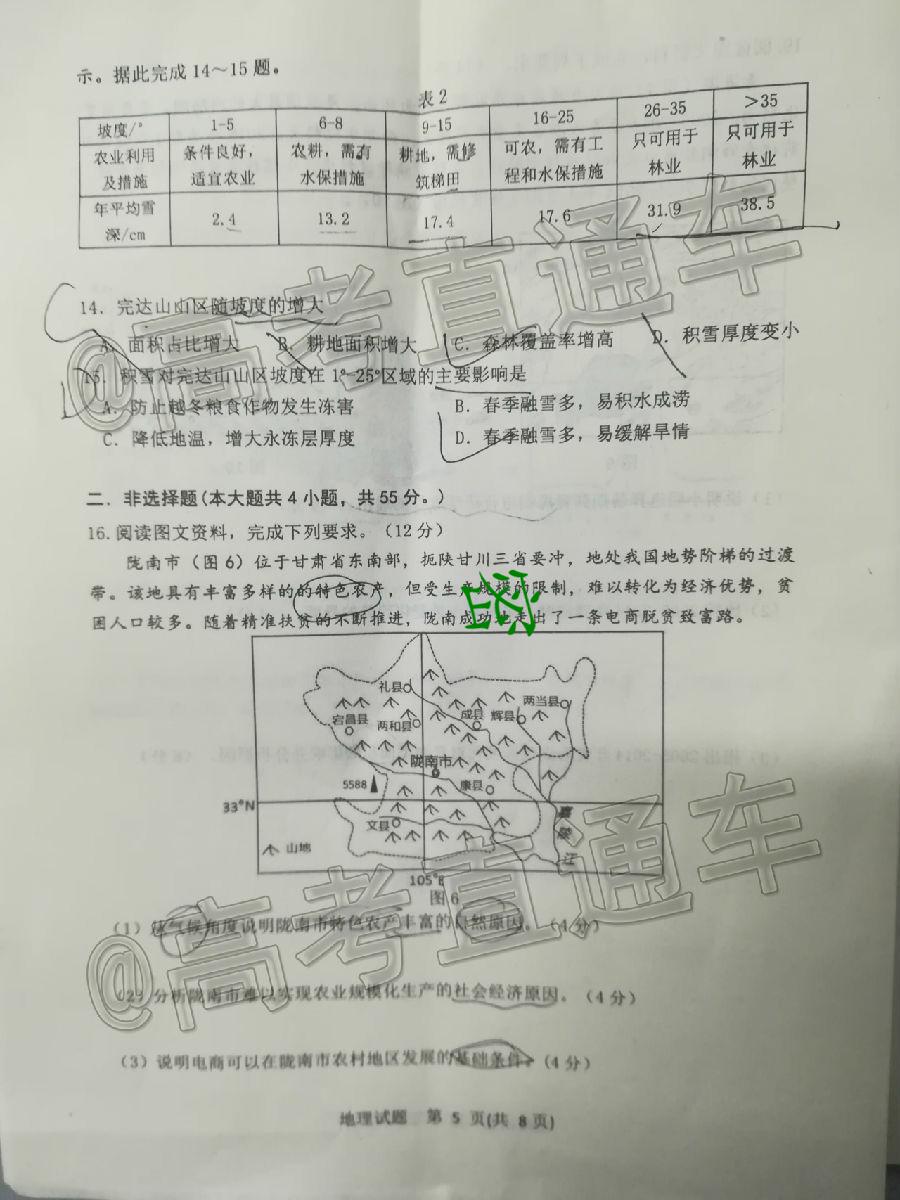 示。据此完成 14～15 题。
表 2
坡度/° 1-5 6-8 9-15 16-25 26-35 >35
农业利用及措施 条件良好，适宜农业 农耕，需有水保措施 耕地，需修筑梯田 可农，需有工程和水保措施 只可用于林业 只可用于林业
年平均雪深/cm 2.4 13.2 17.4 17.6 31.9 38.5
14．完达山山区随坡度的增大
A．面积占比增大 B．耕地面积增大 C．森林覆盖率增高 D．积雪厚度变小
15．积雪对完达山山区坡度在 1°-25°区域的主要影响是
A．防止越冬粮食作物发生冻害 B．春季融雪多，易积水成涝
C．降低地温，增大永冻层厚度 D．春季融雪多，易缓解旱情
二．非选择题(本大题共 4 小题，共 55 分。)
16.阅读图文资料，完成下列要求。（12 分）
陇南市（图 6）位于甘肃省东南部，扼陕甘川三省要冲，地处我国地势阶梯的过渡
带。该地具有丰富多样的的特色农产，但受生产规模的限制，难以转化为经济优势，贫
困人口较多。随着精准扶贫的不断推进，陇南成功地走出了一条电商脱贫致富路。
礼县
两当县
宕昌县
两和县
成县
辉县
陇南市
5588
康县
33°N
文县
嘉陵江
山地
105°E
图 6
(1) 从气候角度说明陇南市特色农产丰富的自然原因。（4 分）
(2) 分析陇南市难以实现农业规模化生产的社会经济原因。（4 分）
(3) 说明电商可以在陇南市农村地区发展的基础条件。（4 分）
地理试题 第 5 页(共 8 页)
@高考直通车
@高考直通车